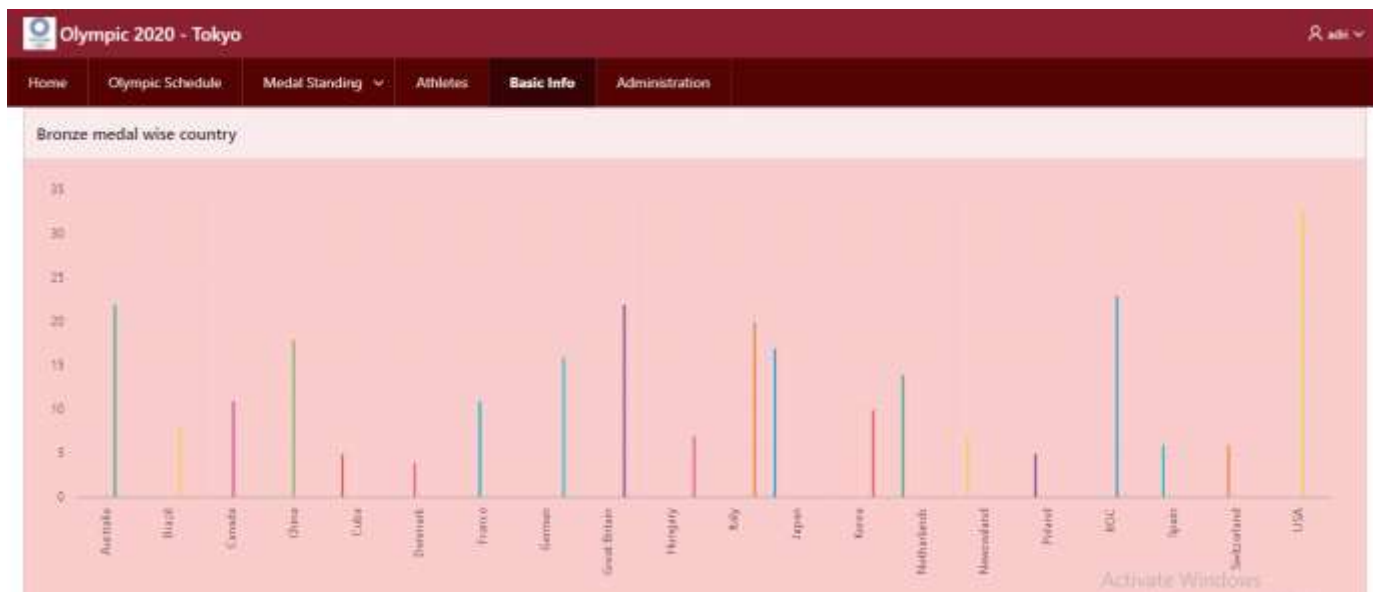 Olympic 2020 - Tokyo
adri
Home
Olympic Schedule
Medal Standing
Athletes
Basic Info
Administration
Bronze medal wise country
35
30
25
20
15
10
5
0
Australia
Brazil
Canada
China
Cuba
Denmark
France
German
Great Britain
Hungary
Italy
Japan
Korea
Netharlands
Newzealand
Poland
ROC
Spain
Switzerland
USA
Activate Windows